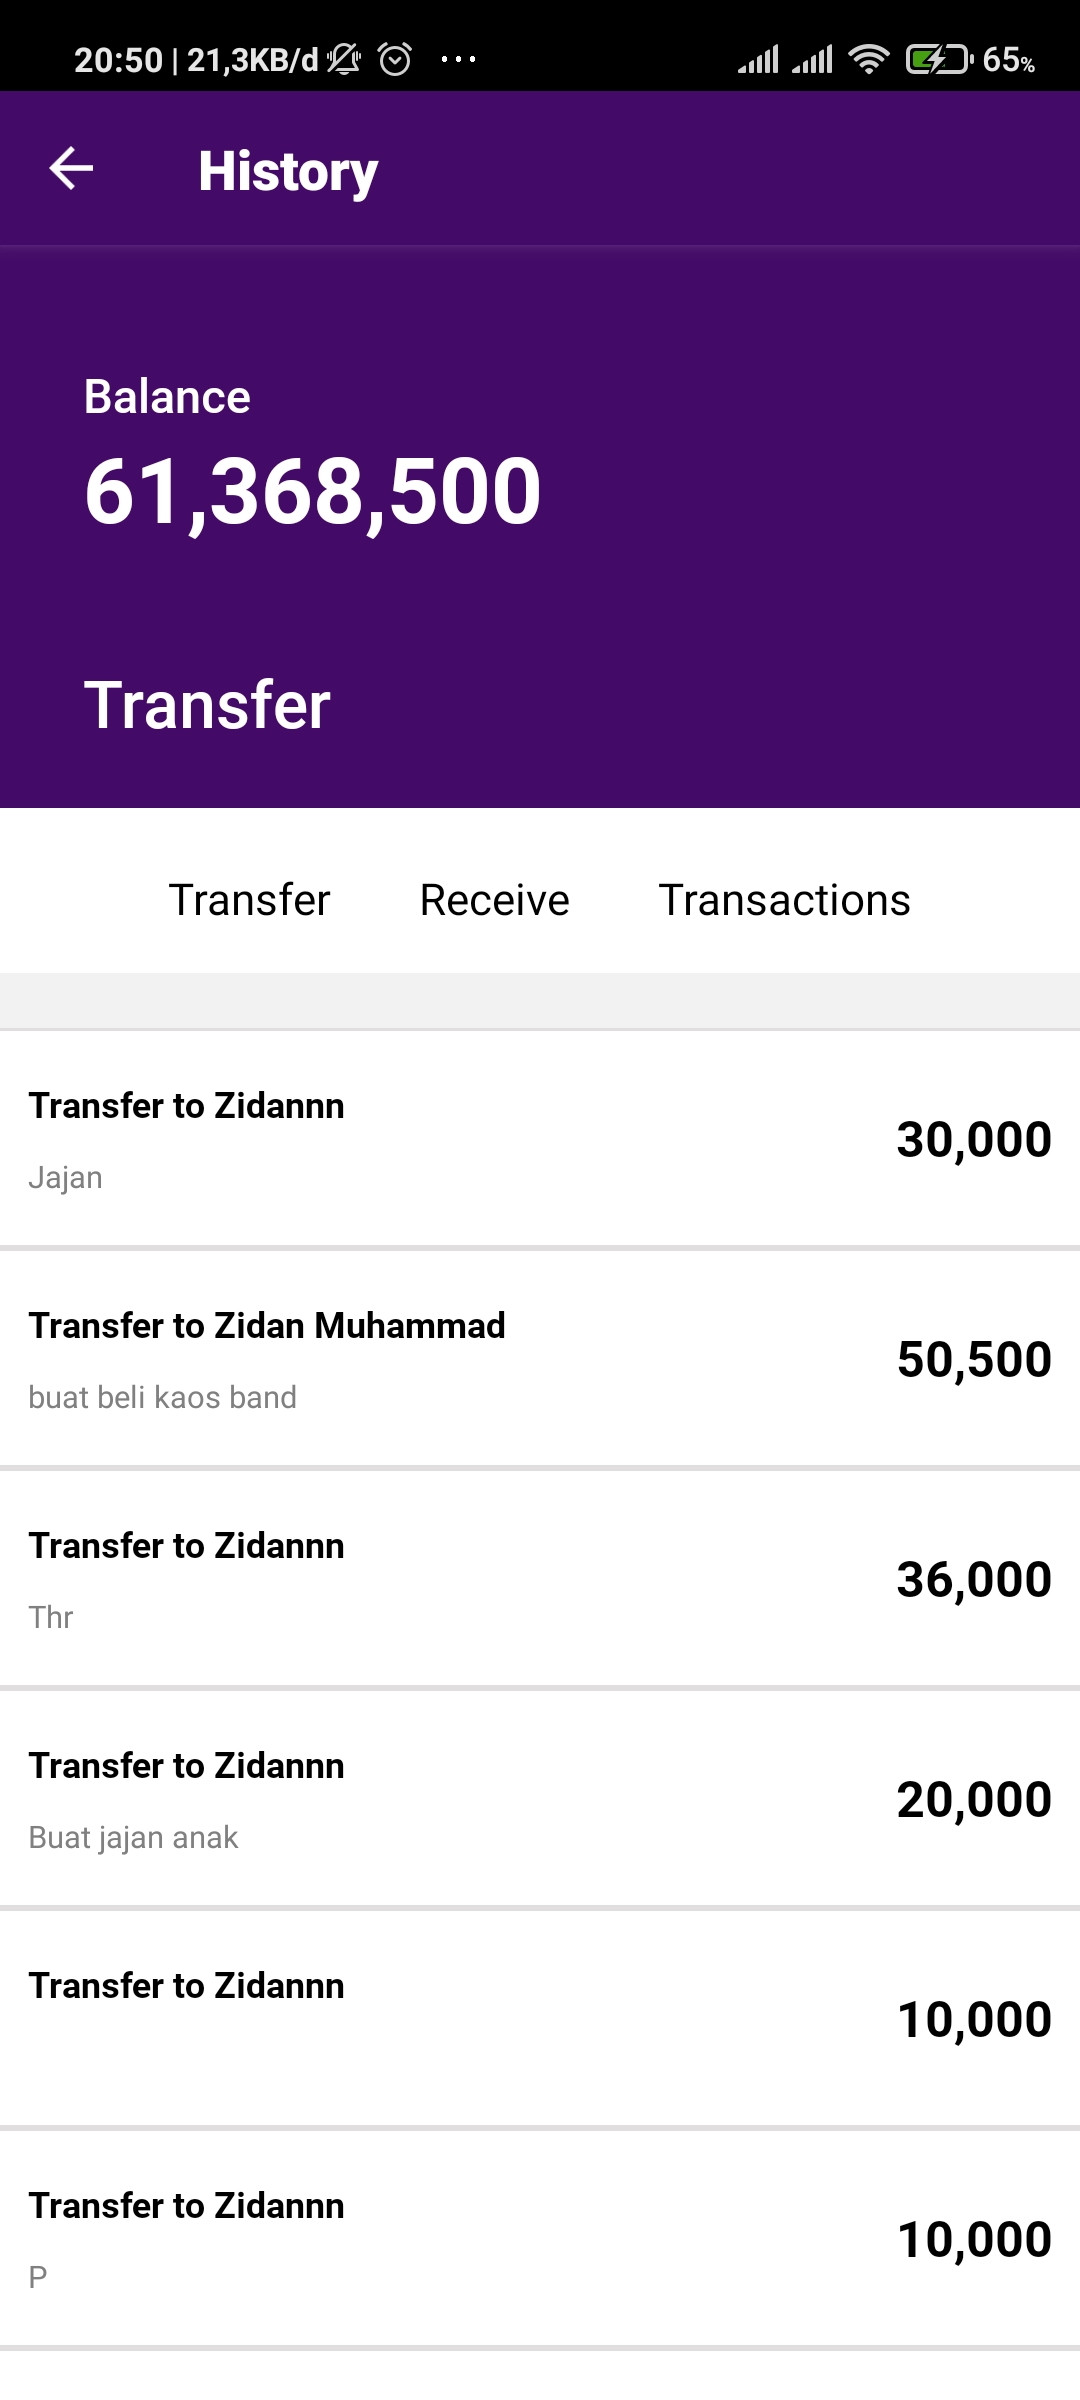 20:50 | 21,3KB/d ... 65%
History
Balance
61,368,500
Transfer
Transfer Receive Transactions
Transfer to Zidannn
30,000
Jajan
Transfer to Zidan Muhammad
50,500
buat beli kaos band
Transfer to Zidannn
36,000
Thr
Transfer to Zidannn
20,000
Buat jajan anak
Transfer to Zidannn
10,000
Transfer to Zidannn
10,000
P